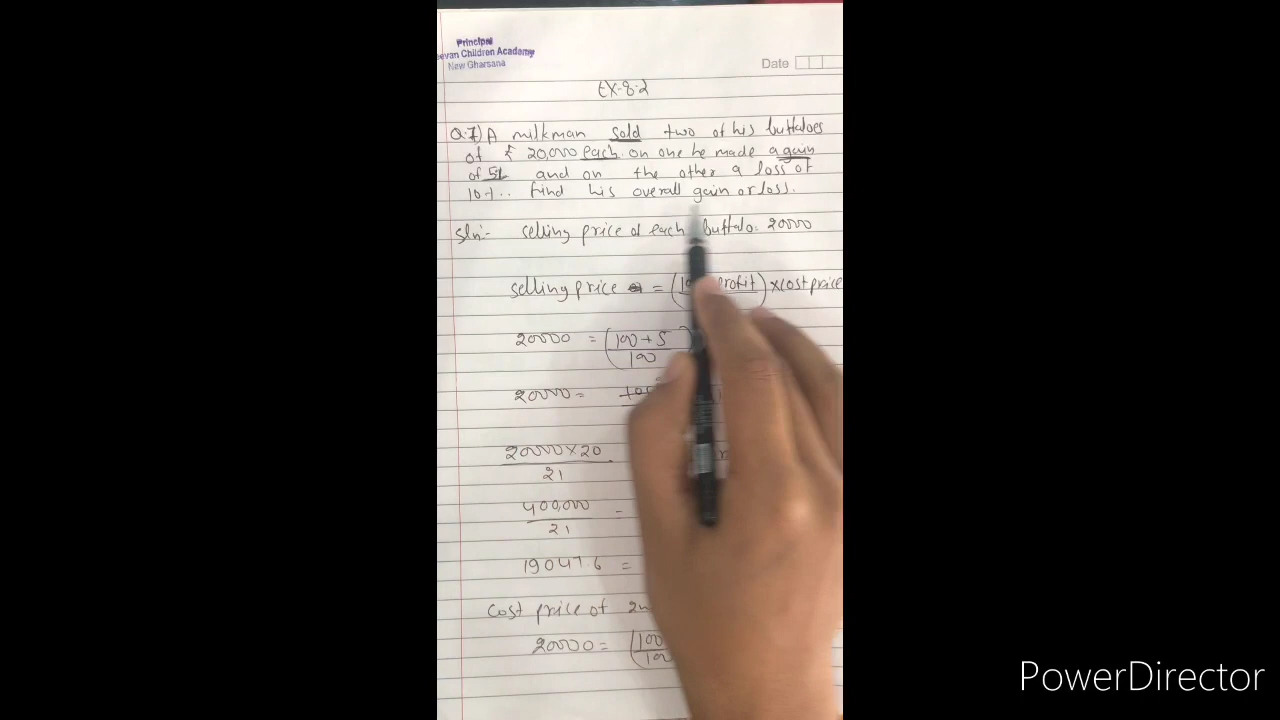 Principal
eevan Children Academy
New Gharsana
Date
Ex-8.2
Q.7) A milkman sold two of his buffaloes
of ₹ 20,000 each. on one he made a gain
of 5% and on the other a loss of
10%. find his overall gain or loss.
Sln:- selling price of each buffalo = 20000
selling price = ( profit ) × cost price
20000 = ( 100 + 5
100
20000 =
20000 × 20
21
400,000 =
21
19047.6 =
cost price of
20000 = ( 100
100
PowerDirector